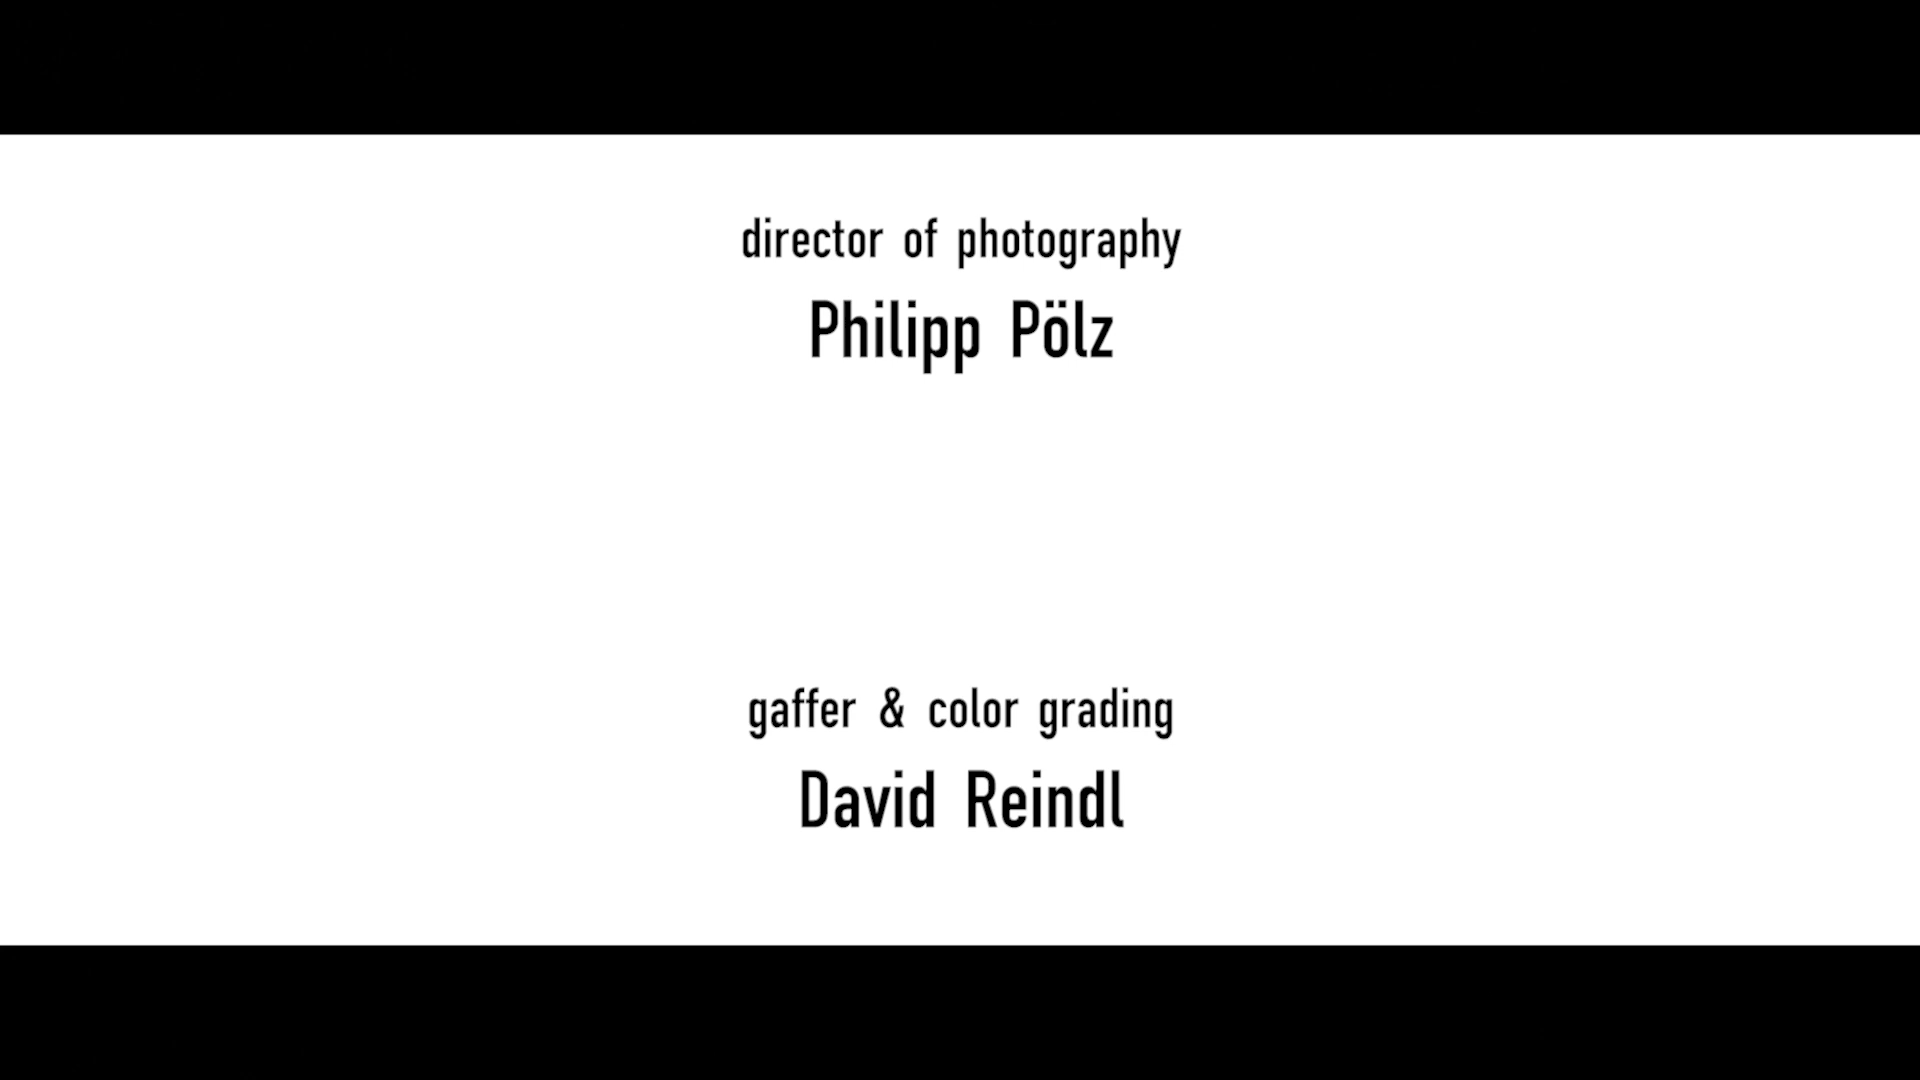 director of photography
Philipp Pölz
gaffer & color grading
David Reindl